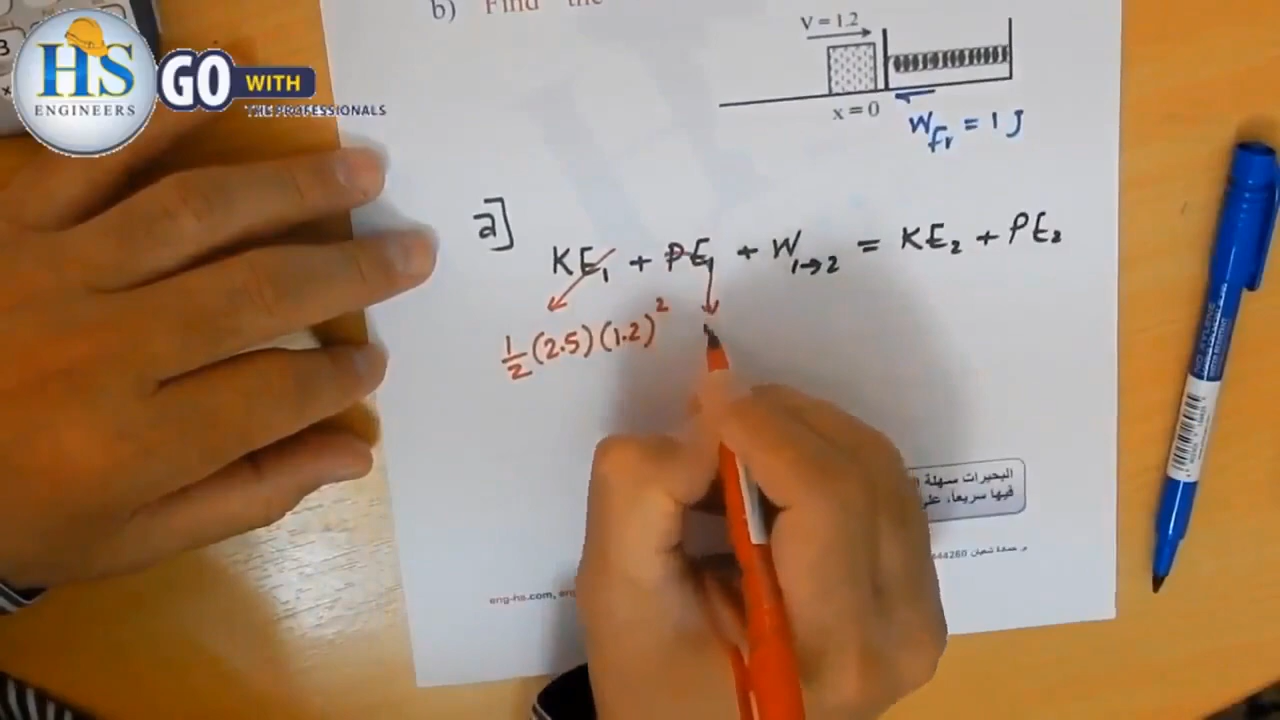 b) Find the
HS
ENGINEERS
GO WITH
THE PROFESSIONALS
V = 1.2
x = 0
W_fr = 1 J
a]
KE₁ + PE₁ + W₁→₂ = KE₂ + PE₂
1/2 (2.5) (1.2)²
البحيرات سهلة
فيها سريعاً، على
eng-hs.com,